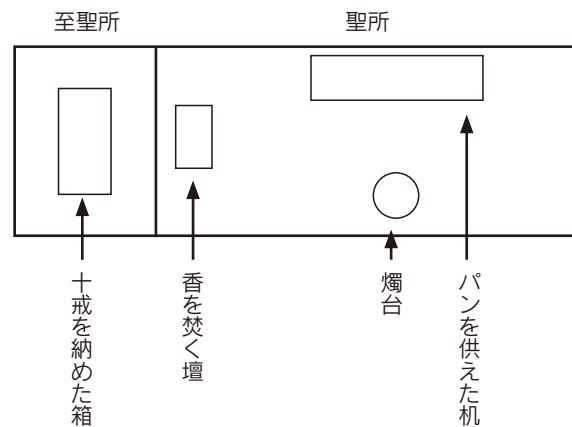 至聖所
聖所
十戒を納めた箱
香を焚く壇
燭台
パンを供えた机